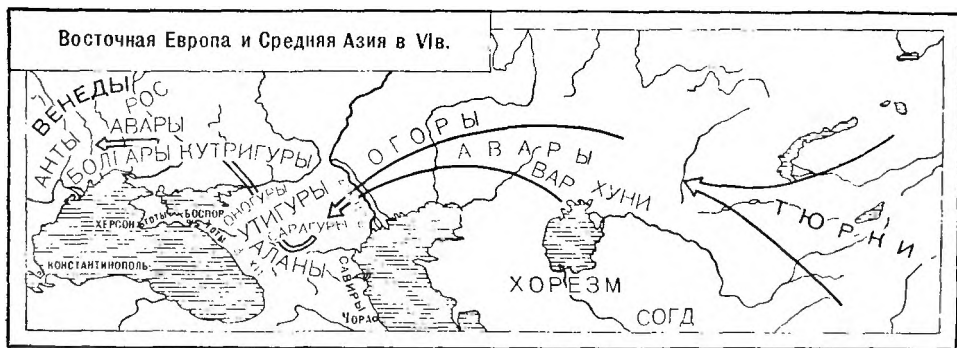 Восточная Европа и Средняя Азия в VI в.
ВЕНЕДЫ
РОС
АВАРЫ
АНТЫ
БОЛГАРЫ
КУТРИГУРЫ
ОГОРЫ
АВАРЫ
ВАР ХУНИ
ТЮРКИ
ОНОГУРЫ
УТИГУРЫ
САРАГУРЫ
АЛАНЫ
ХЕРСОН
ГОТЫ
БОСПОР
КОНСТАНТИНОПОЛЬ
САВИРЫ
ЧОРА
ХОРЕЗМ
СОГД